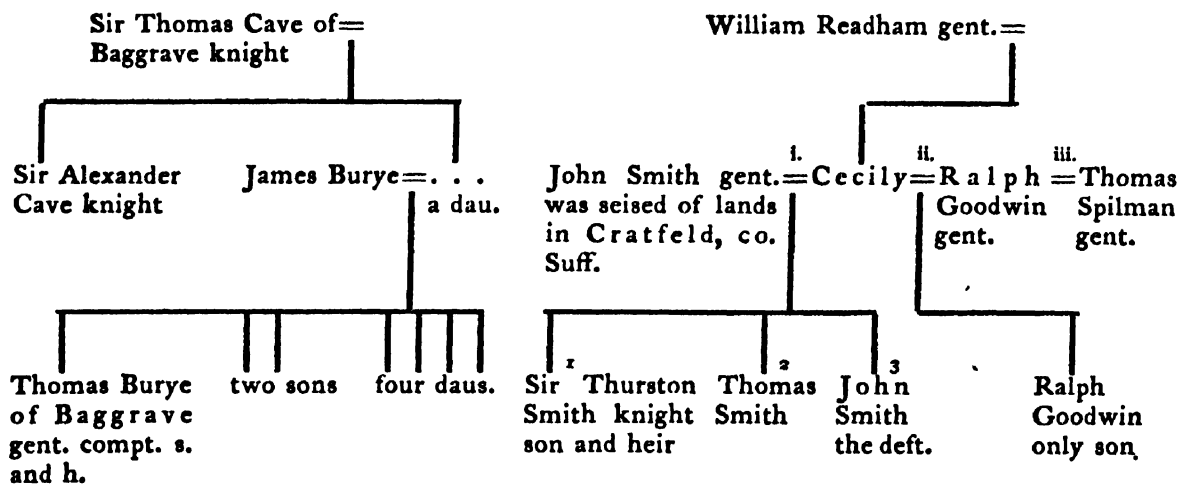 Sir Thomas Cave of=
Baggrave knight
William Readham gent.=
Sir Alexander
Cave knight
James Burye=. . .
a dau.
John Smith gent.=Cecily=Ralph=Thomas
i. ii. iii.
was seised of lands
in Cratfeld, co.
Suff.
Goodwin
gent.
Spilman
gent.
Thomas Burye
of Baggrave
gent. compt. s.
and h.
two sons
four daus.
Sir 1 Thurston
Smith knight
son and heir
2
Thomas
Smith
3
John
Smith
the deft.
Ralph
Goodwin
only son